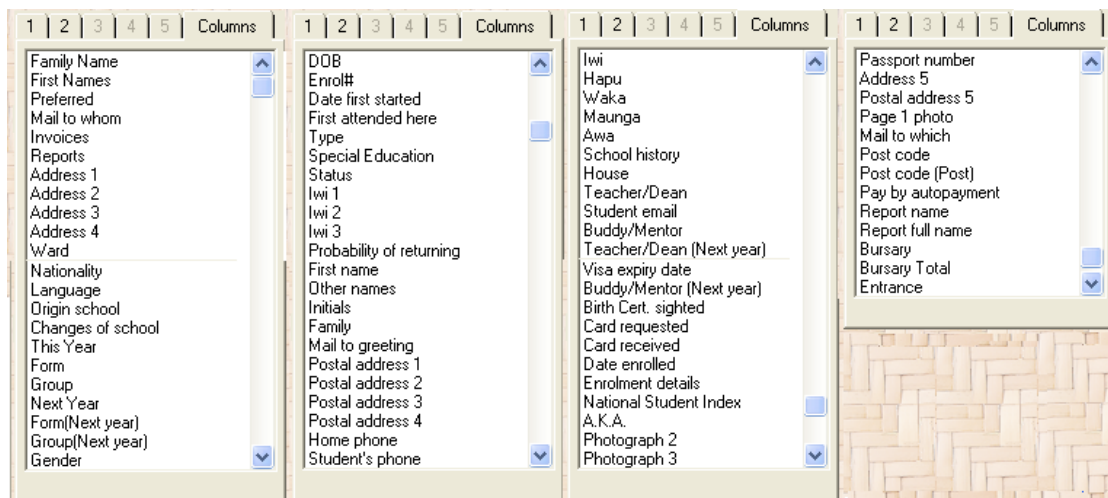 1 2 3 4 5 Columns
Family Name
First Names
Preferred
Mail to whom
Invoices
Reports
Address 1
Address 2
Address 3
Address 4
Ward
Nationality
Language
Origin school
Changes of school
This Year
Form
Group
Next Year
Form(Next year)
Group(Next year)
Gender
1 2 3 4 5 Columns
DOB
Enrol#
Date first started
First attended here
Type
Special Education
Status
Iwi 1
Iwi 2
Iwi 3
Probability of returning
First name
Other names
Initials
Family
Mail to greeting
Postal address 1
Postal address 2
Postal address 3
Postal address 4
Home phone
Student's phone
1 2 3 4 5 Columns
Iwi
Hapu
Waka
Maunga
Awa
School history
House
Teacher/Dean
Student email
Buddy/Mentor
Teacher/Dean (Next year)
Visa expiry date
Buddy/Mentor (Next year)
Birth Cert. sighted
Card requested
Card received
Date enrolled
Enrolment details
National Student Index
A.K.A.
Photograph 2
Photograph 3
1 2 3 4 5 Columns
Passport number
Address 5
Postal address 5
Page 1 photo
Mail to which
Post code
Post code (Post)
Pay by autopayment
Report name
Report full name
Bursary
Bursary Total
Entrance